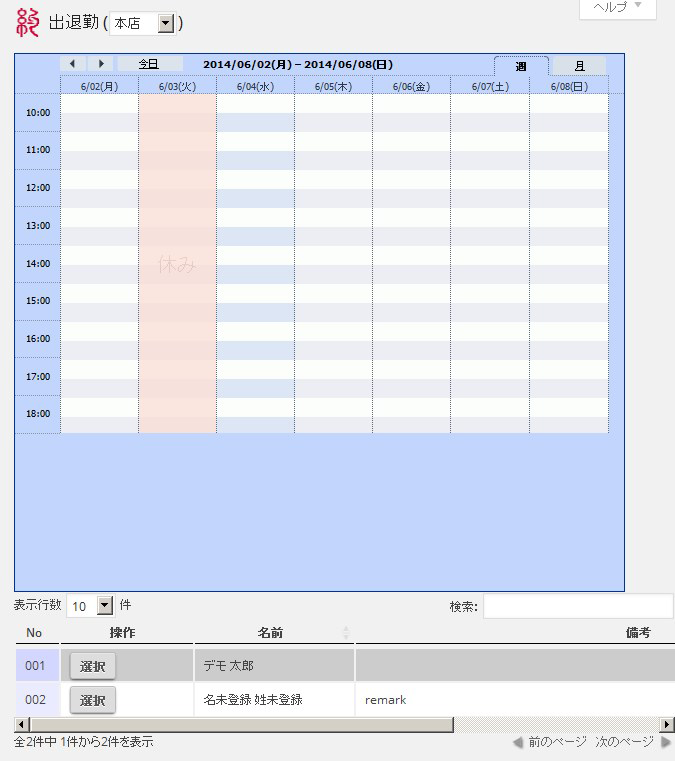 ヘルプ
出退勤 ( 本店 )
今日 2014/06/02(月) – 2014/06/08(日) 週 月
6/02(月) 6/03(火) 6/04(水) 6/05(木) 6/06(金) 6/07(土) 6/08(日)
10:00
11:00
12:00
13:00
休み
14:00
15:00
16:00
17:00
18:00
表示行数 10 件 検索:
No 操作 名前 備考
001 選択 デモ 太郎
002 選択 名未登録 姓未登録 remark
全2件中 1件から2件を表示 前のページ 次のページ